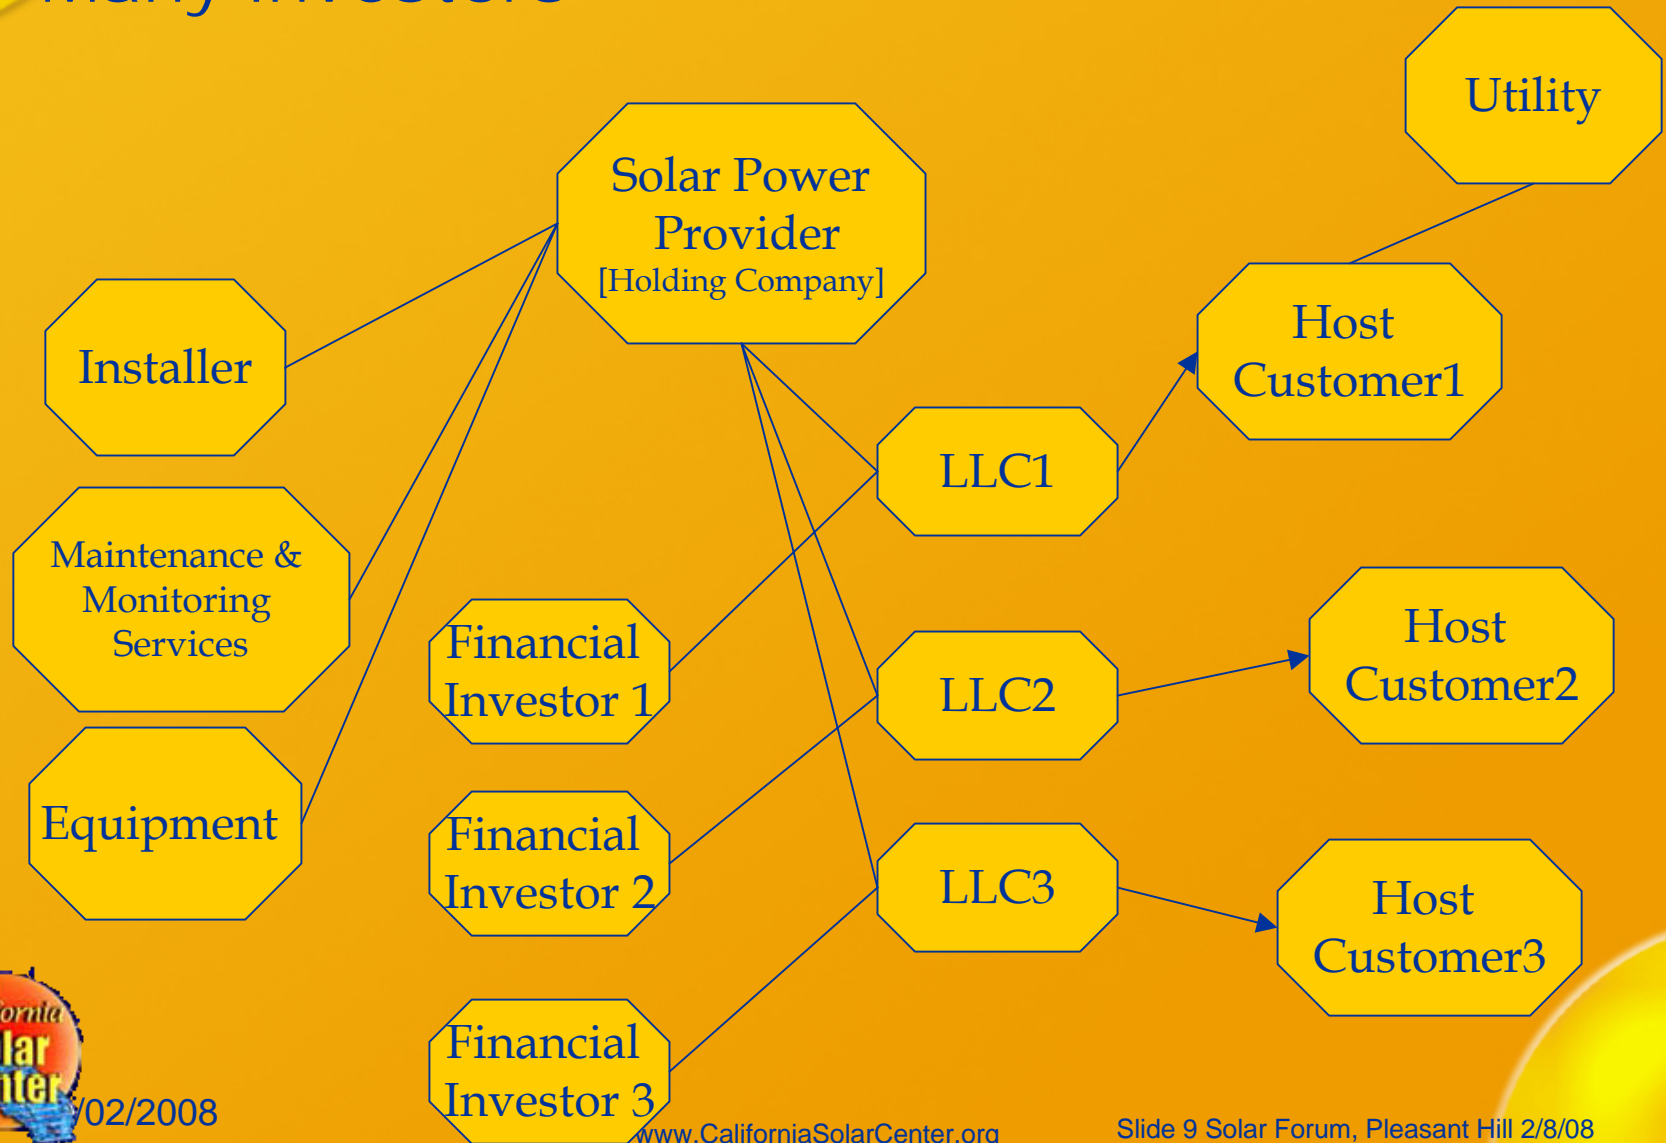 Many Investors
Utility
Solar Power
Provider
[Holding Company]
Host
Customer1
Installer
LLC1
Maintenance &
Monitoring
Services
Financial
Investor 1
LLC2
Host
Customer2
Equipment
Financial
Investor 2
LLC3
Host
Customer3
Financial
Investor 3
/02/2008
www.CaliforniaSolarCenter.org
Slide 9 Solar Forum, Pleasant Hill 2/8/08